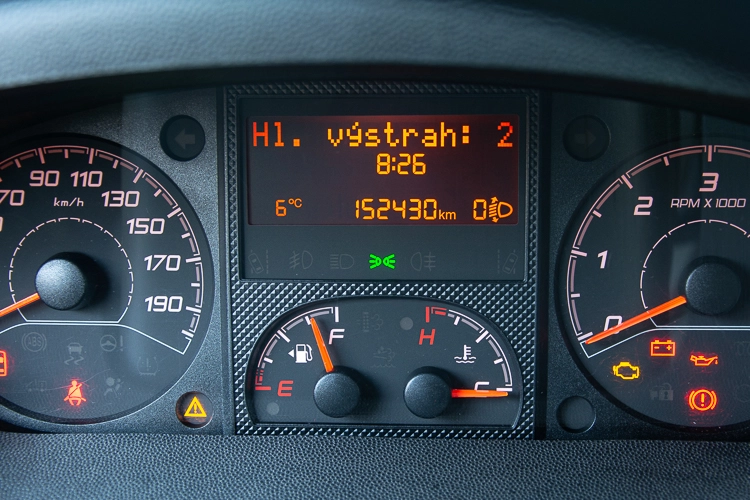 Hl. výstrah: 2
8:26
6°C 152430km 0
70 90 110 130 150 170 190
km/h
E F
H C
0 1 2 3
RPM X 1000